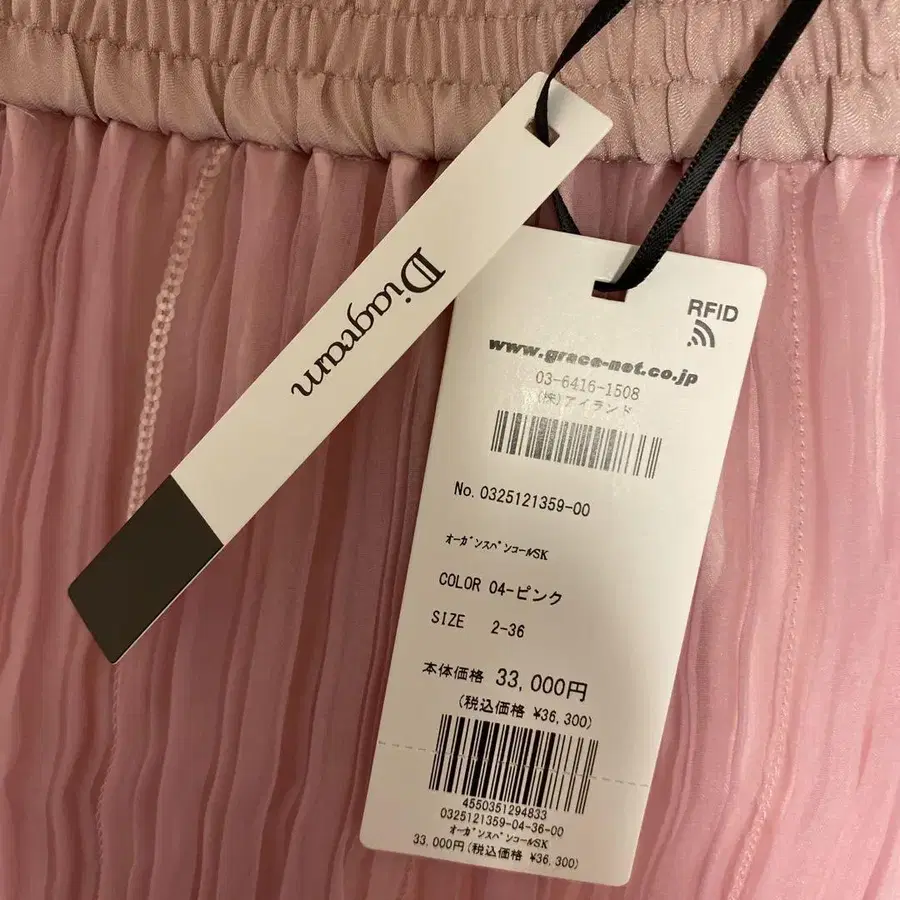 Diagram
RFID
www.grace-net.co.jp
03-6416-1508
(株)アイランド
No. 0325121359-00
ｵｰｶﾞﾝｽﾊﾟﾝｺｰﾙSK
COLOR 04-ピンク
SIZE 2-36
本体価格 33,000円
(税込価格 ¥36,300)
4550351294833
0325121359-04-36-00
ｵｰｶﾞﾝｽﾊﾟﾝｺｰﾙSK
33,000円(税込価格 ¥36,300)